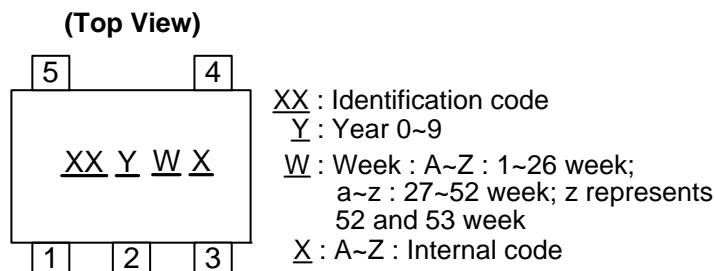 (Top View)
5 4
XX Y W X
1 2 3
XX : Identification code
Y : Year 0~9
W : Week : A~Z : 1~26 week;
a~z : 27~52 week; z represents
52 and 53 week
X : A~Z : Internal code